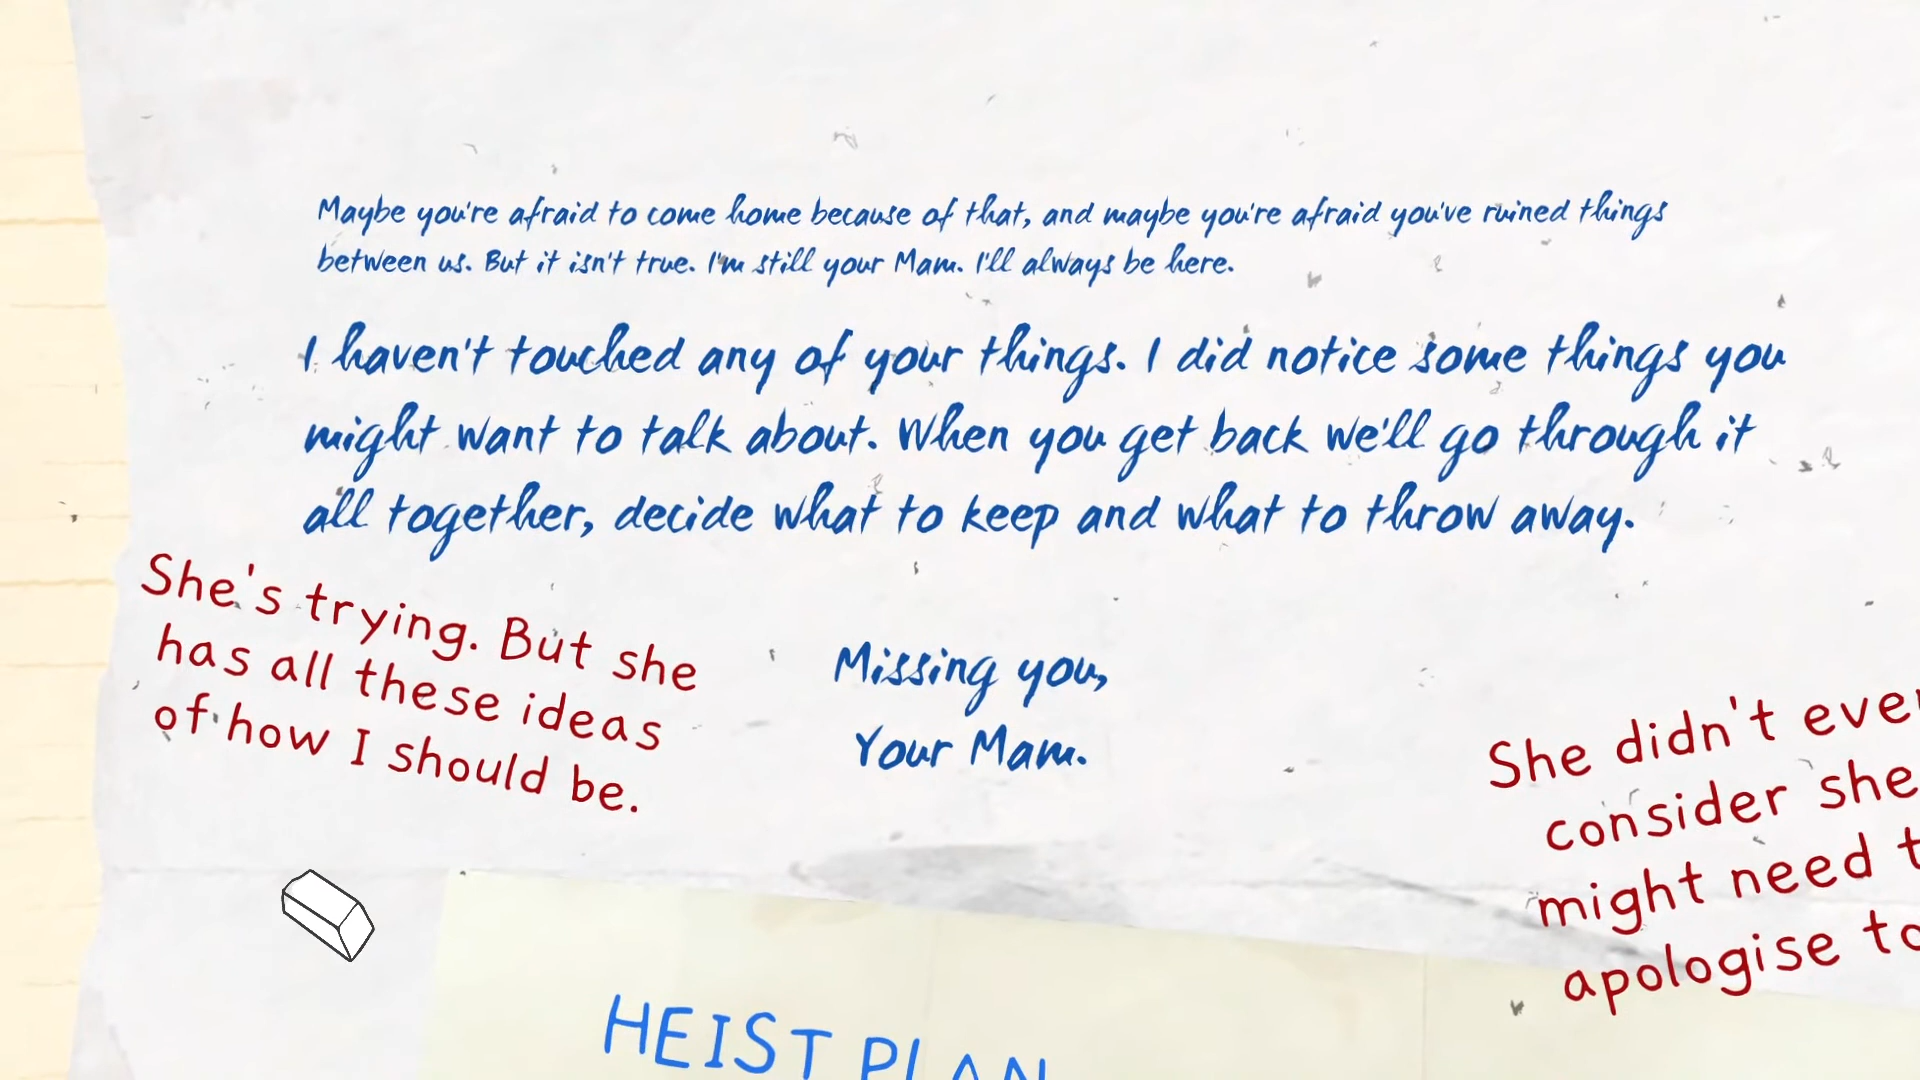 Maybe you're afraid to come home because of that, and maybe you're afraid you've ruined things
between us. But it isn't true. I'm still your Mam. I'll always be here.
I haven't touched any of your things. I did notice some things you
might want to talk about. When you get back we'll go through it
all together, decide what to keep and what to throw away.
She's trying. But she
has all these ideas
of how I should be.
Missing you,
Your Mam.
She didn't
consider she
might need
apologise
HEIST PLAN